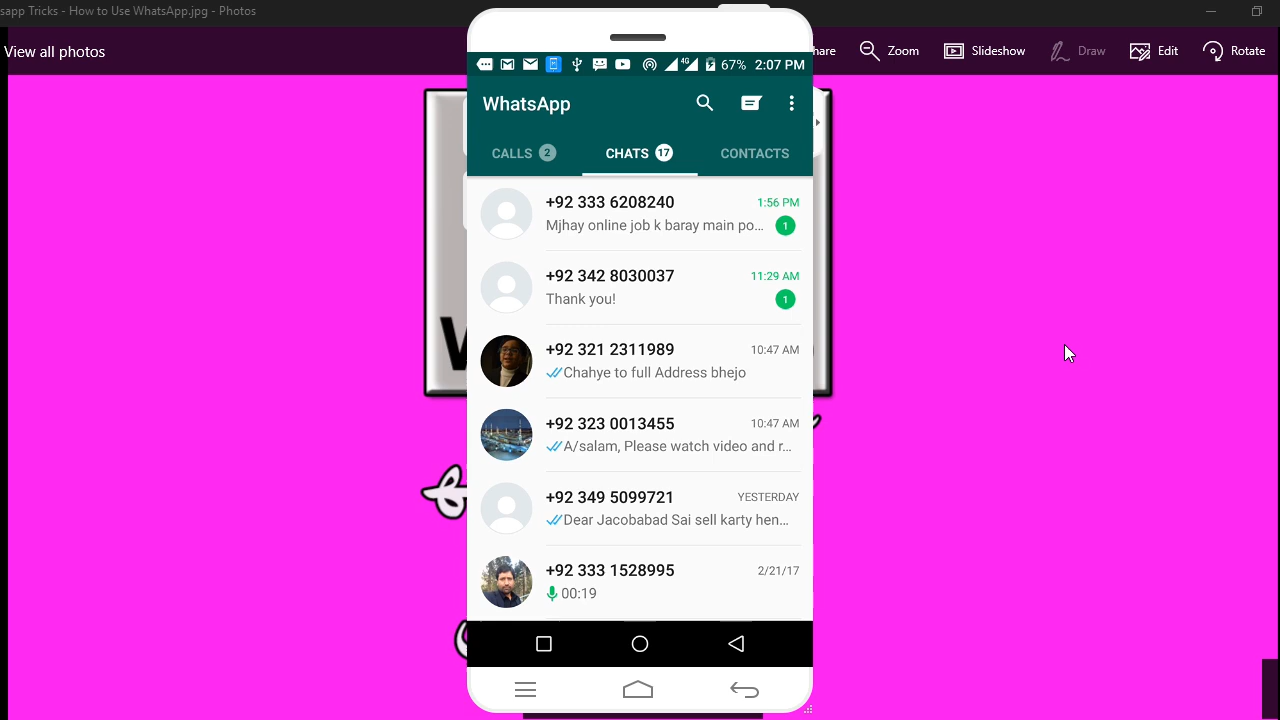 sapp Tricks - How to Use WhatsApp.jpg - Photos
View all photos
hare Zoom Slideshow Draw Edit Rotate
4G 67% 2:07 PM
WhatsApp
CALLS 2 CHATS 17 CONTACTS
+92 333 6208240 1:56 PM
Mjhay online job k baray main po... 1
+92 342 8030037 11:29 AM
Thank you! 1
+92 321 2311989 10:47 AM
Chahye to full Address bhejo
+92 323 0013455 10:47 AM
A/salam, Please watch video and r...
+92 349 5099721 YESTERDAY
Dear Jacobabad Sai sell karty hen...
+92 333 1528995 2/21/17
00:19